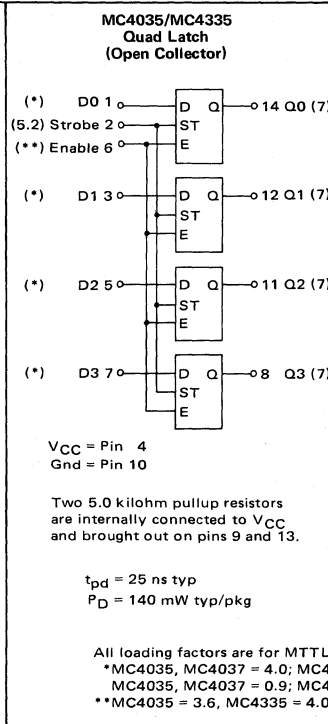 MC4035/MC4335
Quad Latch
(Open Collector)
(*) D0 1 D Q 14 Q0 (7)
(5.2) Strobe 2 ST
(**) Enable 6 E
(*) D1 3 D Q 12 Q1 (7)
ST
E
(*) D2 5 D Q 11 Q2 (7)
ST
E
(*) D3 7 D Q 8 Q3 (7)
ST
E
VCC = Pin 4
Gnd = Pin 10
Two 5.0 kilohm pullup resistors
are internally connected to VCC
and brought out on pins 9 and 13.
tpd = 25 ns typ
PD = 140 mW typ/pkg
All loading factors are for MTTL
*MC4035, MC4037 = 4.0; MC4
MC4035, MC4037 = 0.9; MC4
**MC4035 = 3.6, MC4335 = 4.0